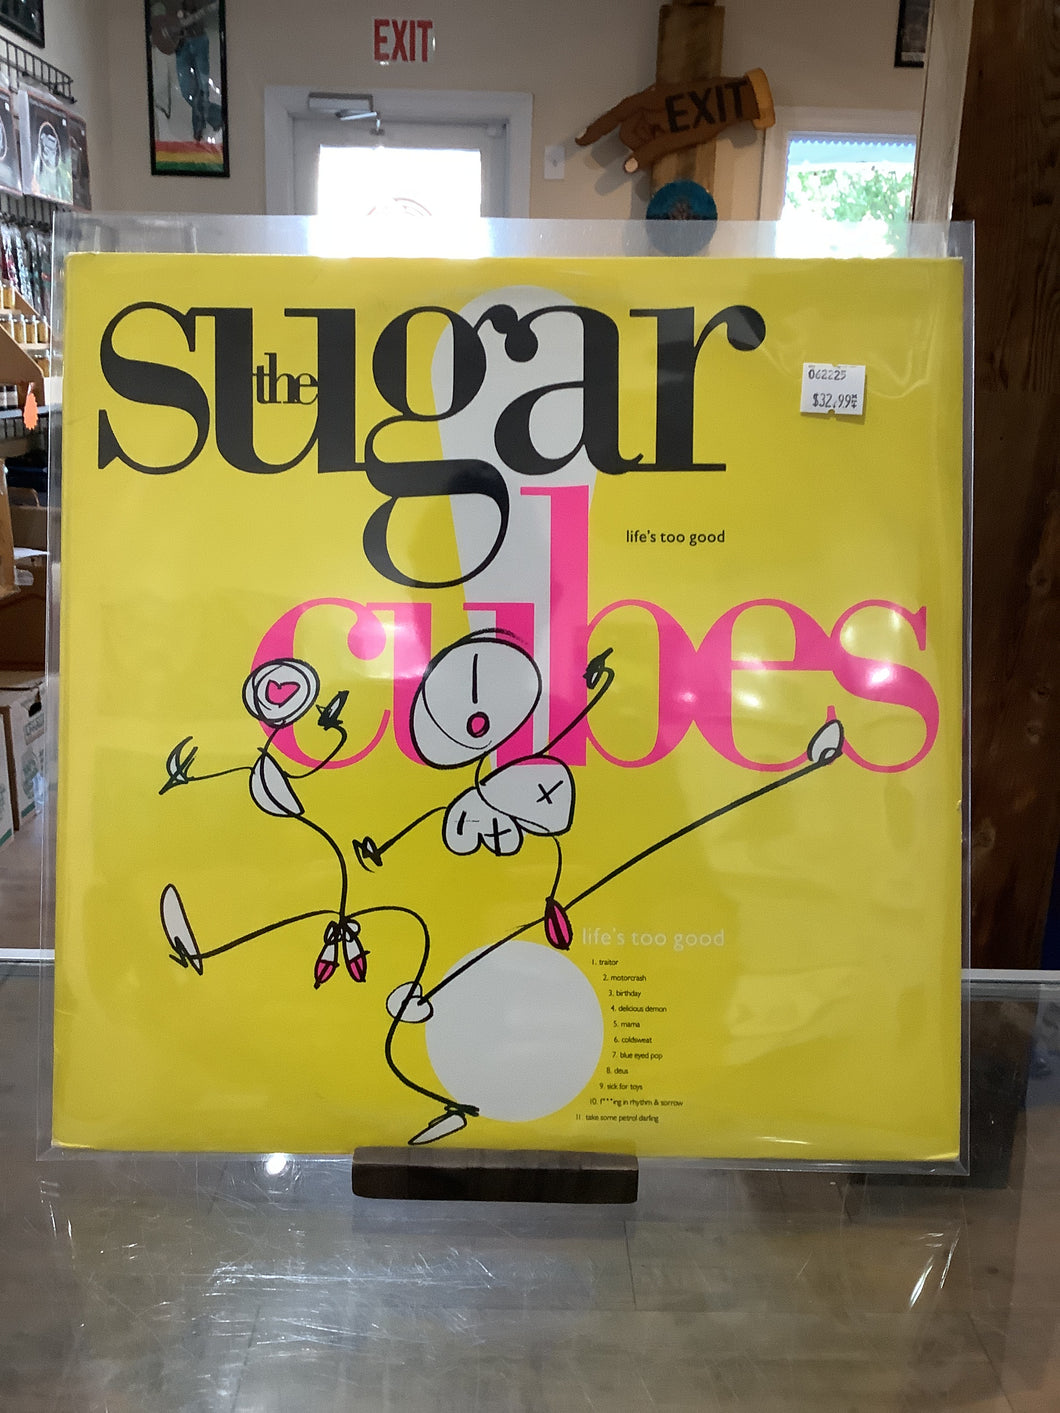 EXIT
EXIT
the
sugar
cubes
062225
$32.99
life's too good
life's too good
1. traitor
2. motorcrash
3. birthday
4. delicious demon
5. mama
6. coldsweat
7. blue eyed pop
8. deus
9. sick for toys
10. f***ing in rhythm & sorrow
11 take some petrol darling